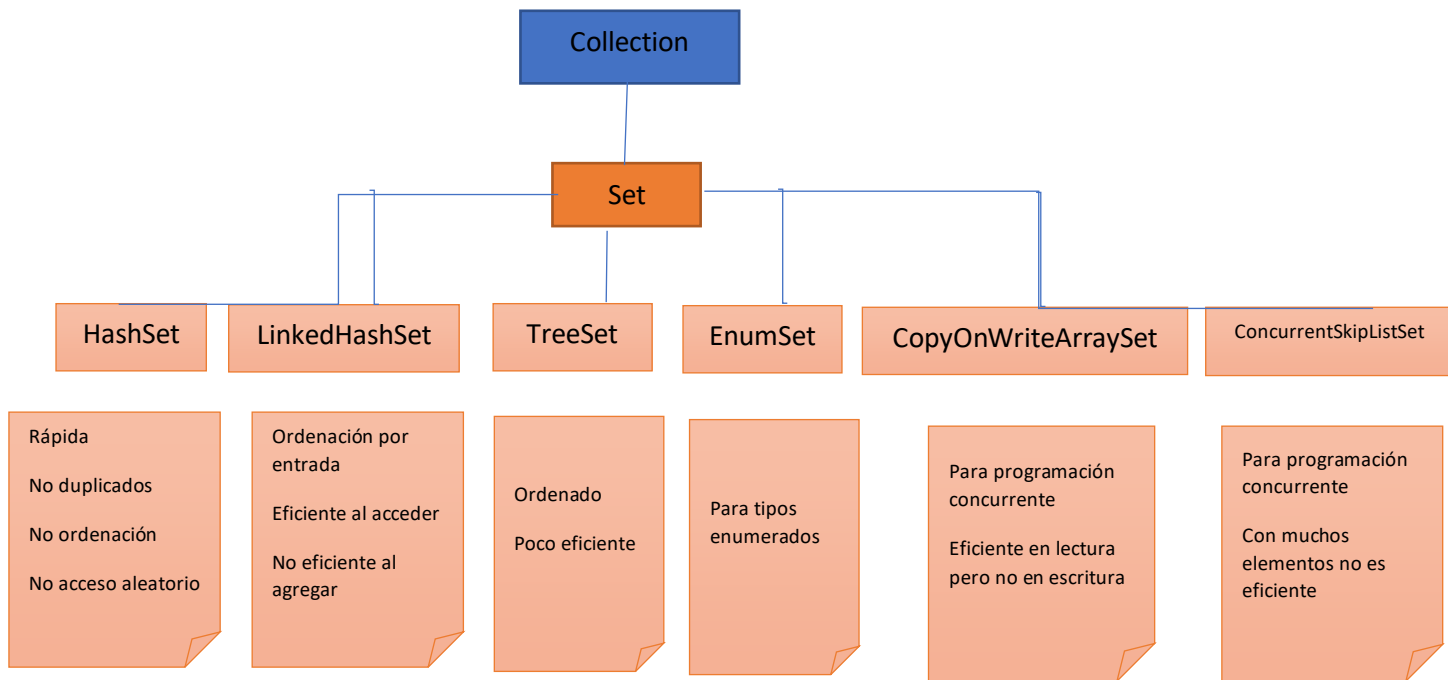 Collection
Set
HashSet
LinkedHashSet
TreeSet
EnumSet
CopyOnWriteArraySet
ConcurrentSkipListSet
Rápida
No duplicados
No ordenación
No acceso aleatorio
Ordenación por
entrada
Eficiente al acceder
No eficiente al
agregar
Ordenado
Poco eficiente
Para tipos
enumerados
Para programación
concurrente
Eficiente en lectura
pero no en escritura
Para programación
concurrente
Con muchos
elementos no es
eficiente